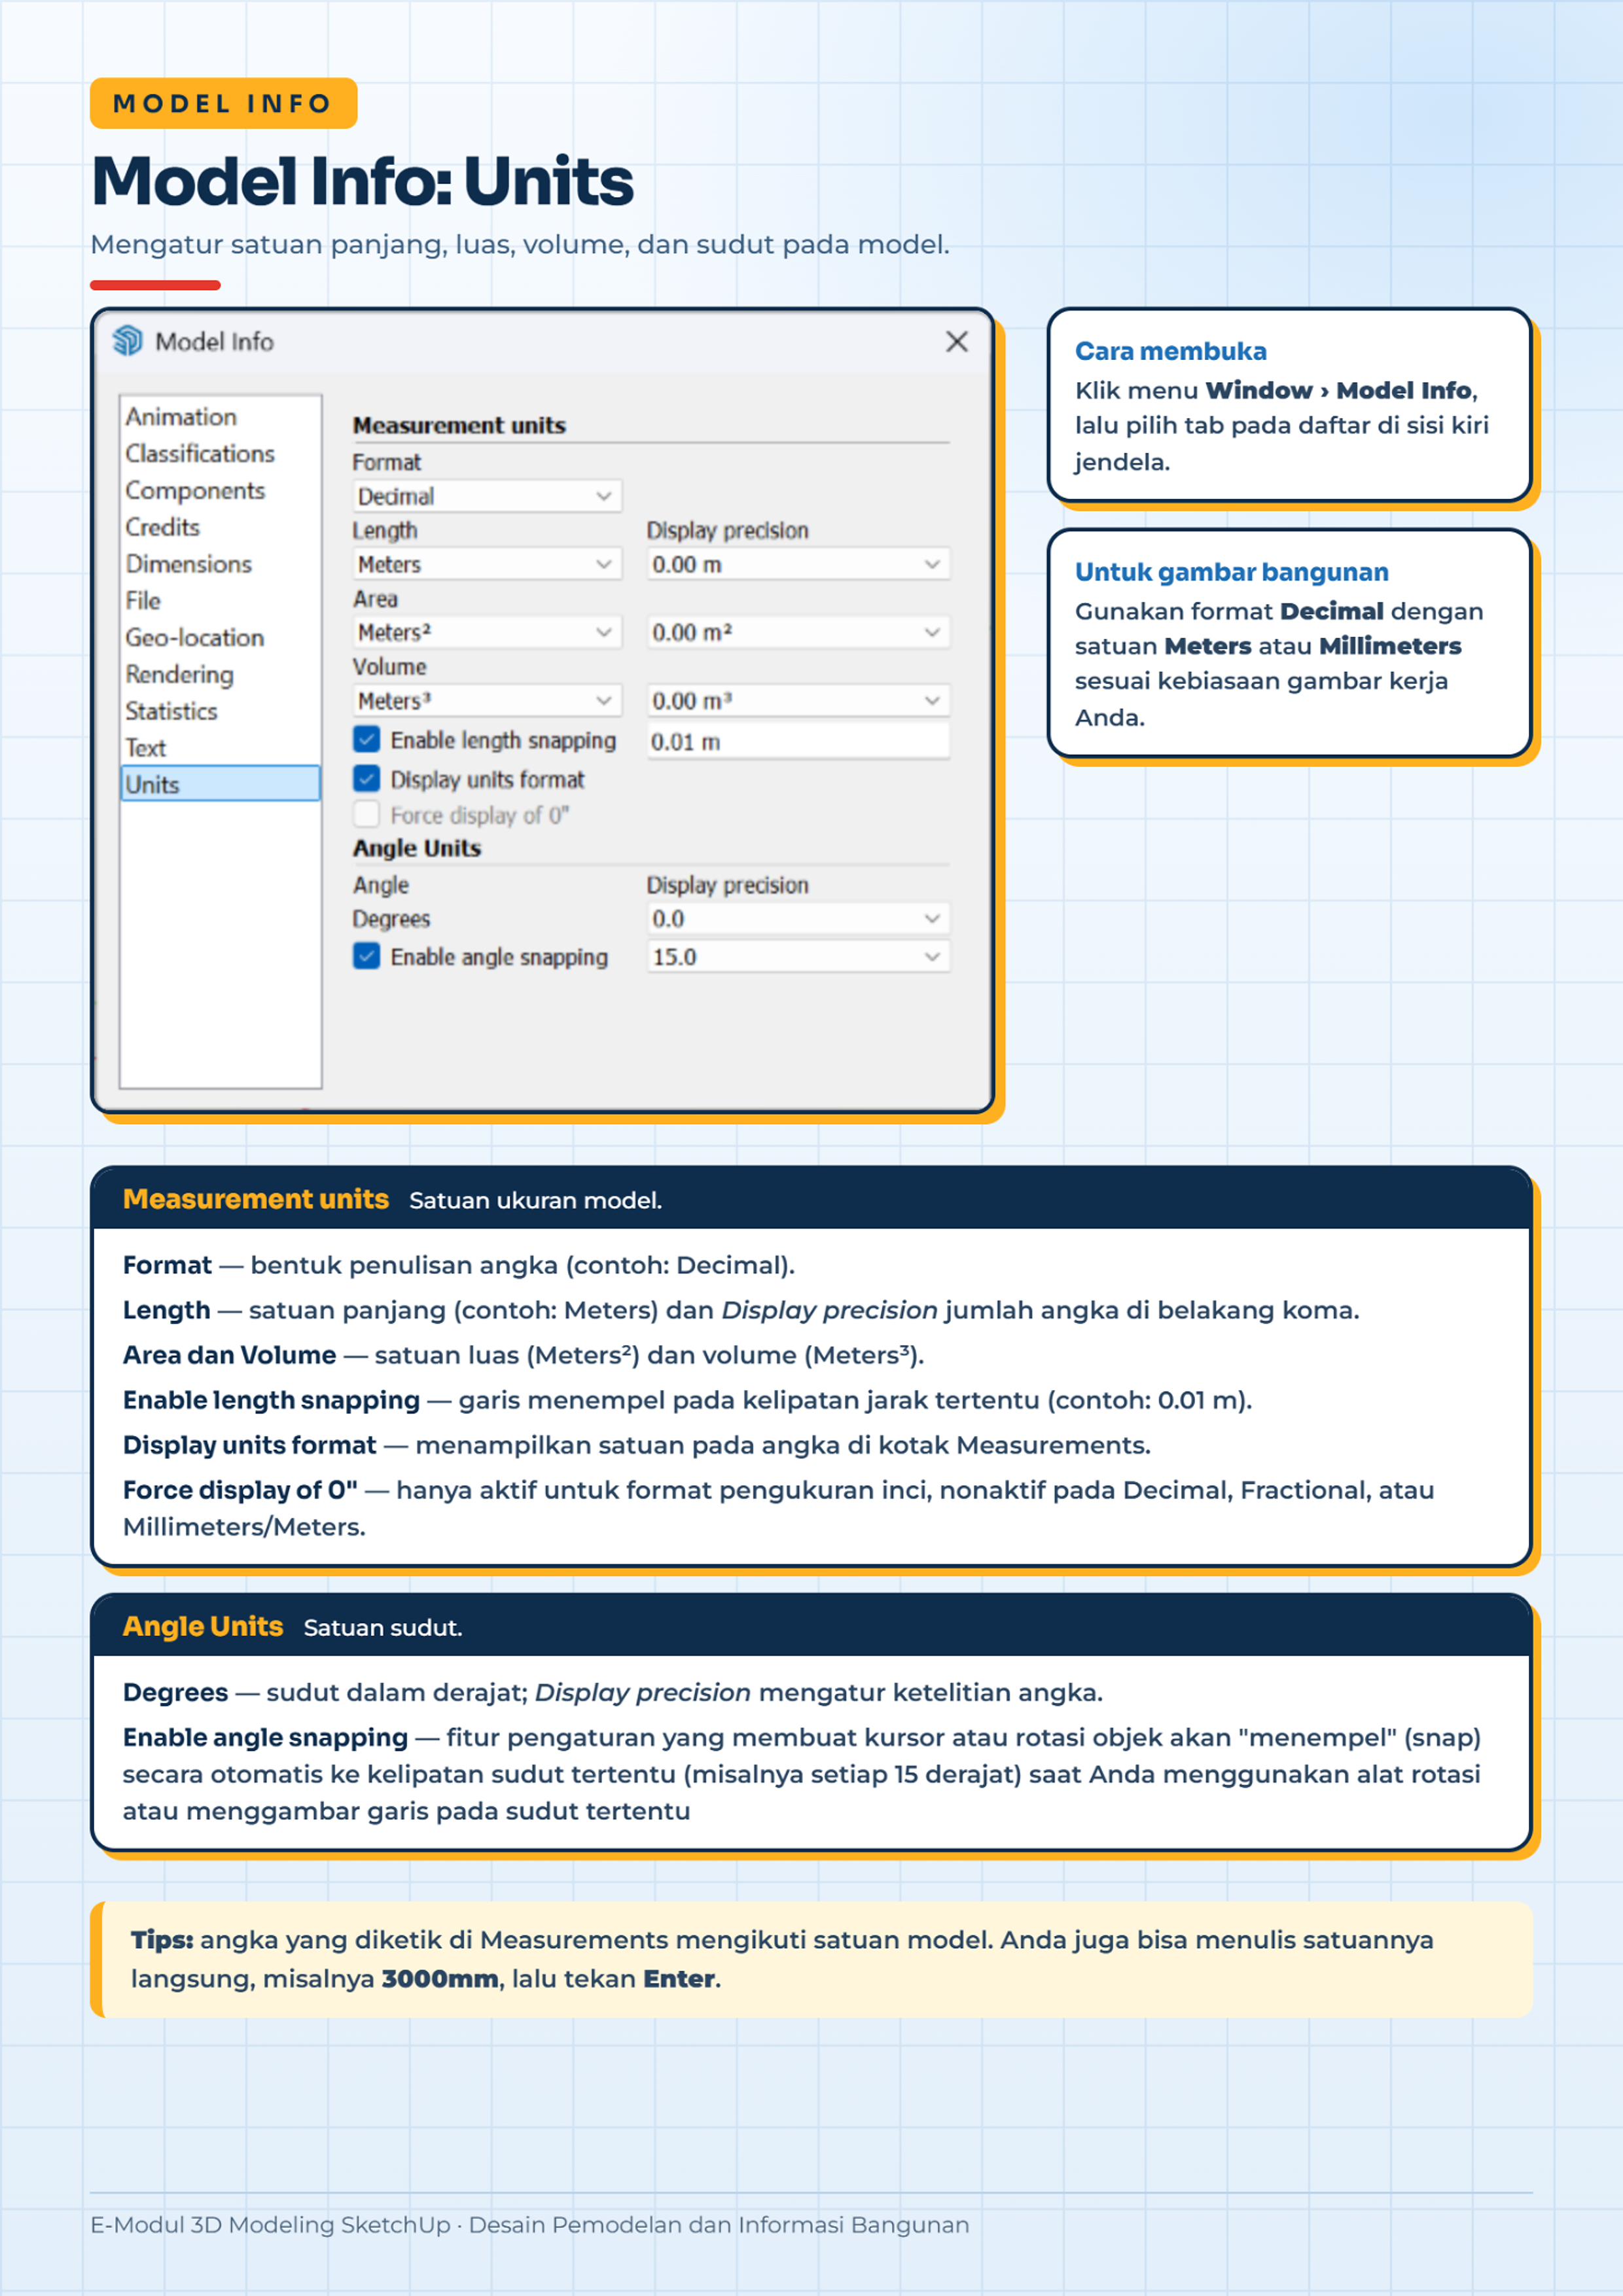 MODEL INFO
Model Info: Units
Mengatur satuan panjang, luas, volume, dan sudut pada model.
Model Info
Animation
Classifications
Components
Credits
Dimensions
File
Geo-location
Rendering
Statistics
Text
Units
Measurement units
Format
Decimal
Length Display precision
Meters 0.00 m
Area
Meters² 0.00 m²
Volume
Meters³ 0.00 m³
Enable length snapping 0.01 m
Display units format
Force display of 0"
Angle Units
Angle Display precision
Degrees 0.0
Enable angle snapping 15.0
Cara membuka
Klik menu Window › Model Info,
lalu pilih tab pada daftar di sisi kiri
jendela.
Untuk gambar bangunan
Gunakan format Decimal dengan
satuan Meters atau Millimeters
sesuai kebiasaan gambar kerja
Anda.
Measurement units Satuan ukuran model.
Format — bentuk penulisan angka (contoh: Decimal).
Length — satuan panjang (contoh: Meters) dan Display precision jumlah angka di belakang koma.
Area dan Volume — satuan luas (Meters²) dan volume (Meters³).
Enable length snapping — garis menempel pada kelipatan jarak tertentu (contoh: 0.01 m).
Display units format — menampilkan satuan pada angka di kotak Measurements.
Force display of 0" — hanya aktif untuk format pengukuran inci, nonaktif pada Decimal, Fractional, atau
Millimeters/Meters.
Angle Units Satuan sudut.
Degrees — sudut dalam derajat; Display precision mengatur ketelitian angka.
Enable angle snapping — fitur pengaturan yang membuat kursor atau rotasi objek akan "menempel" (snap)
secara otomatis ke kelipatan sudut tertentu (misalnya setiap 15 derajat) saat Anda menggunakan alat rotasi
atau menggambar garis pada sudut tertentu
Tips: angka yang diketik di Measurements mengikuti satuan model. Anda juga bisa menulis satuannya
langsung, misalnya 3000mm, lalu tekan Enter.
E-Modul 3D Modeling SketchUp · Desain Pemodelan dan Informasi Bangunan